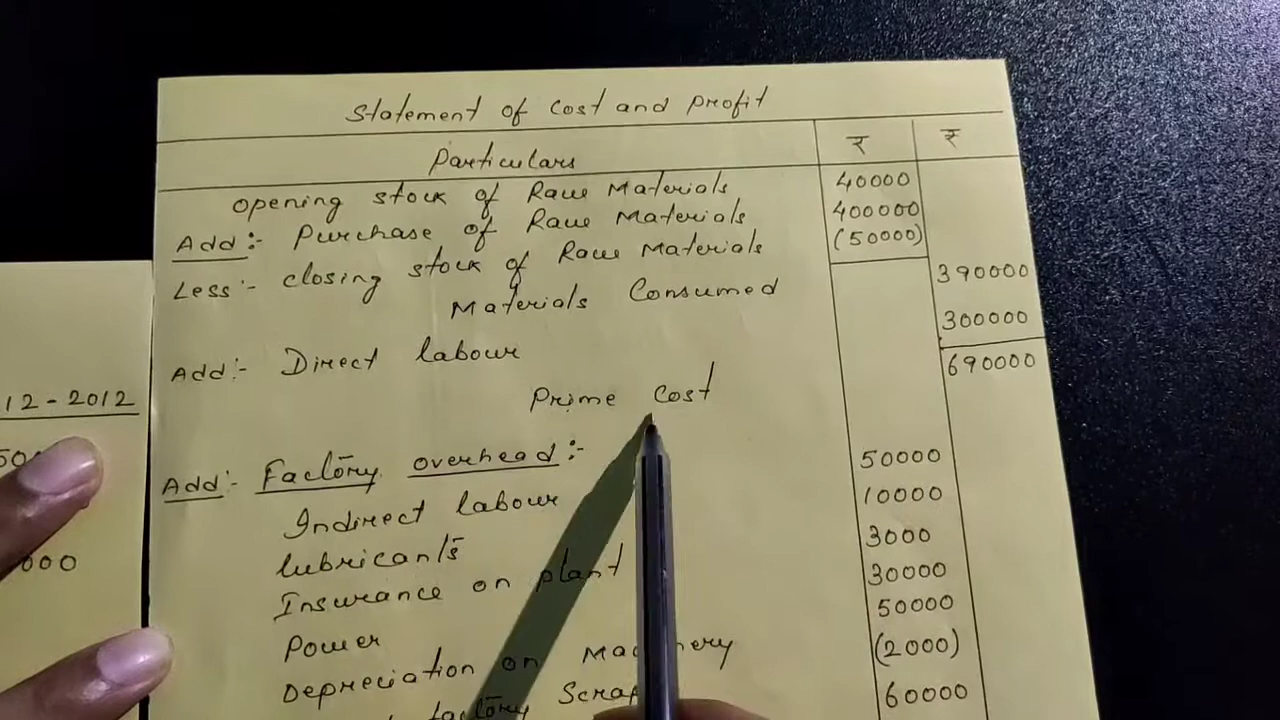 Statement of Cost and Profit
Particulars ₹ ₹
opening stock of Raw Materials 40000
Add:- Purchase of Raw Materials 400000
Less:- closing stock of Raw Materials (50000)
Materials Consumed 390000
Add:- Direct labour 300000
Prime Cost 690000
Add:- Factory overhead:-
Indirect labour 50000
lubricants 10000
Insurance on plant 3000
Power 30000
Depreciation on 50000
factory Scrap (2000)
60000
12-2012
000